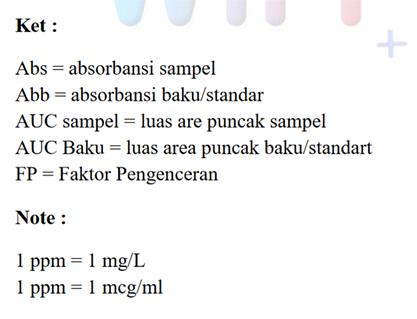 Ket :
Abs = absorbansi sampel
Abb = absorbansi baku/standar
AUC sampel = luas are puncak sampel
AUC Baku = luas area puncak baku/standart
FP = Faktor Pengenceran
Note :
1 ppm = 1 mg/L
1 ppm = 1 mcg/ml